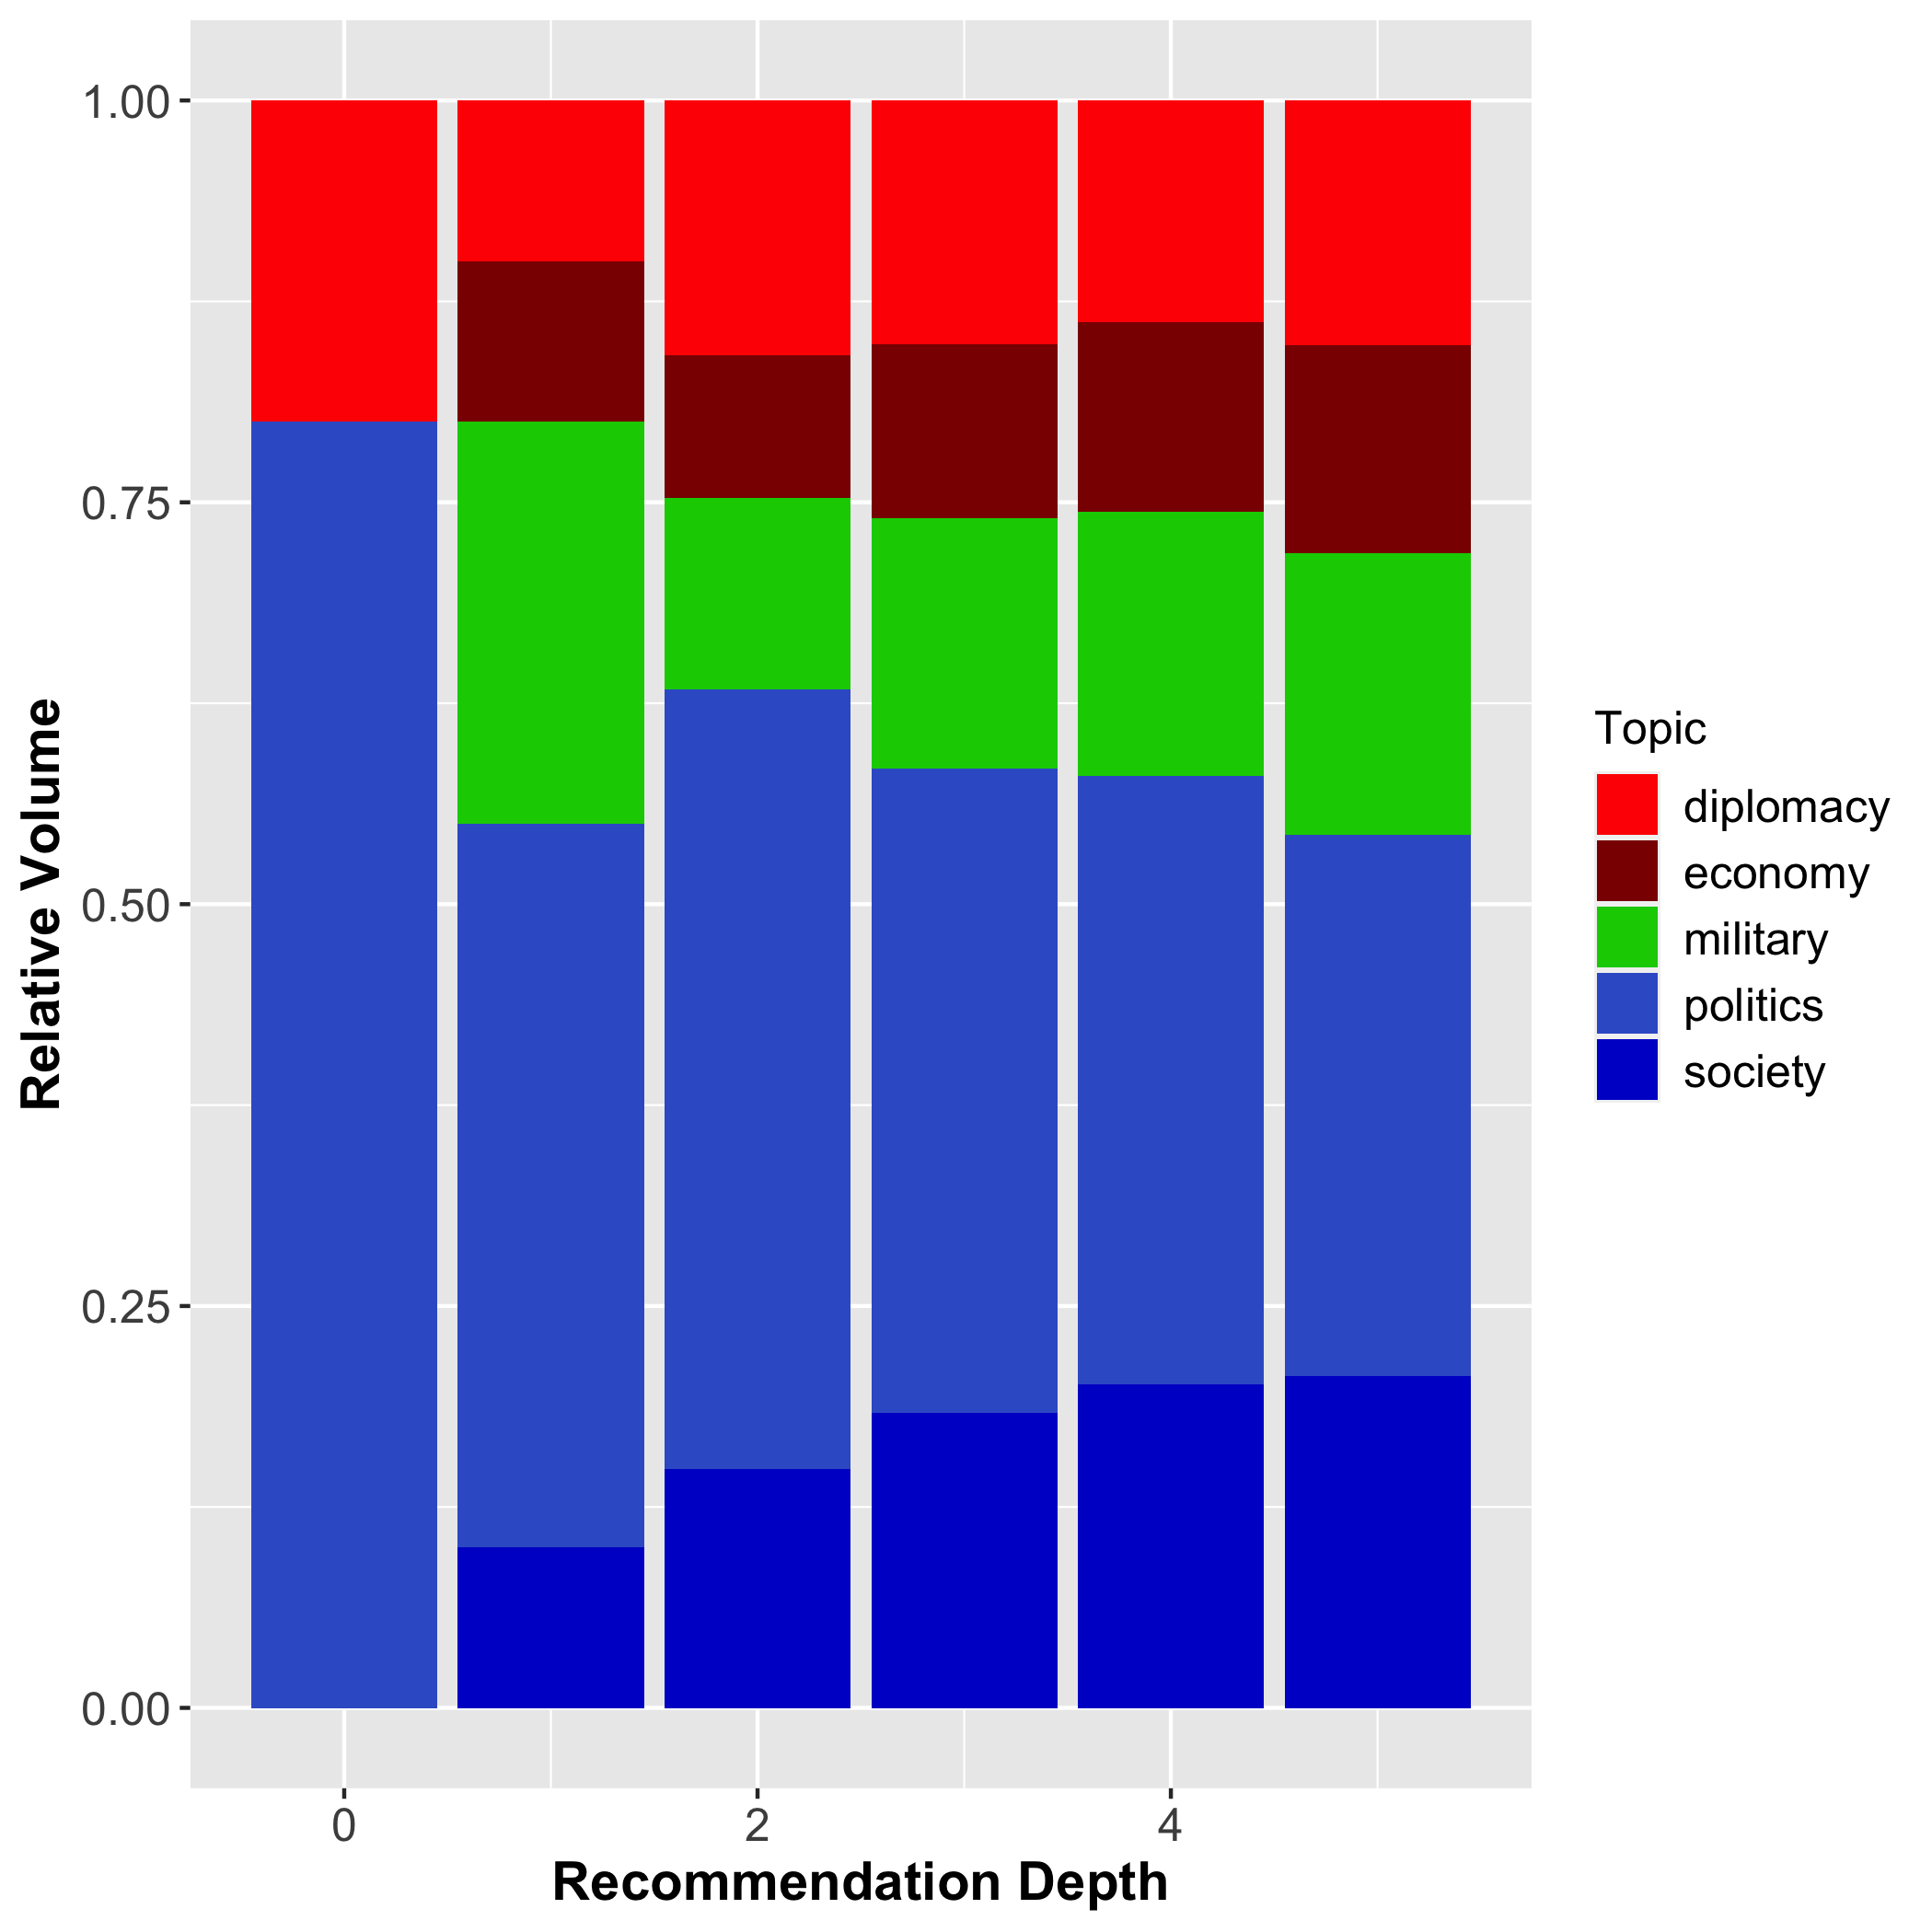 1.00
0.75
0.50
0.25
0.00
Relative Volume
0
2
4
Recommendation Depth
Topic
diplomacy
economy
military
politics
society